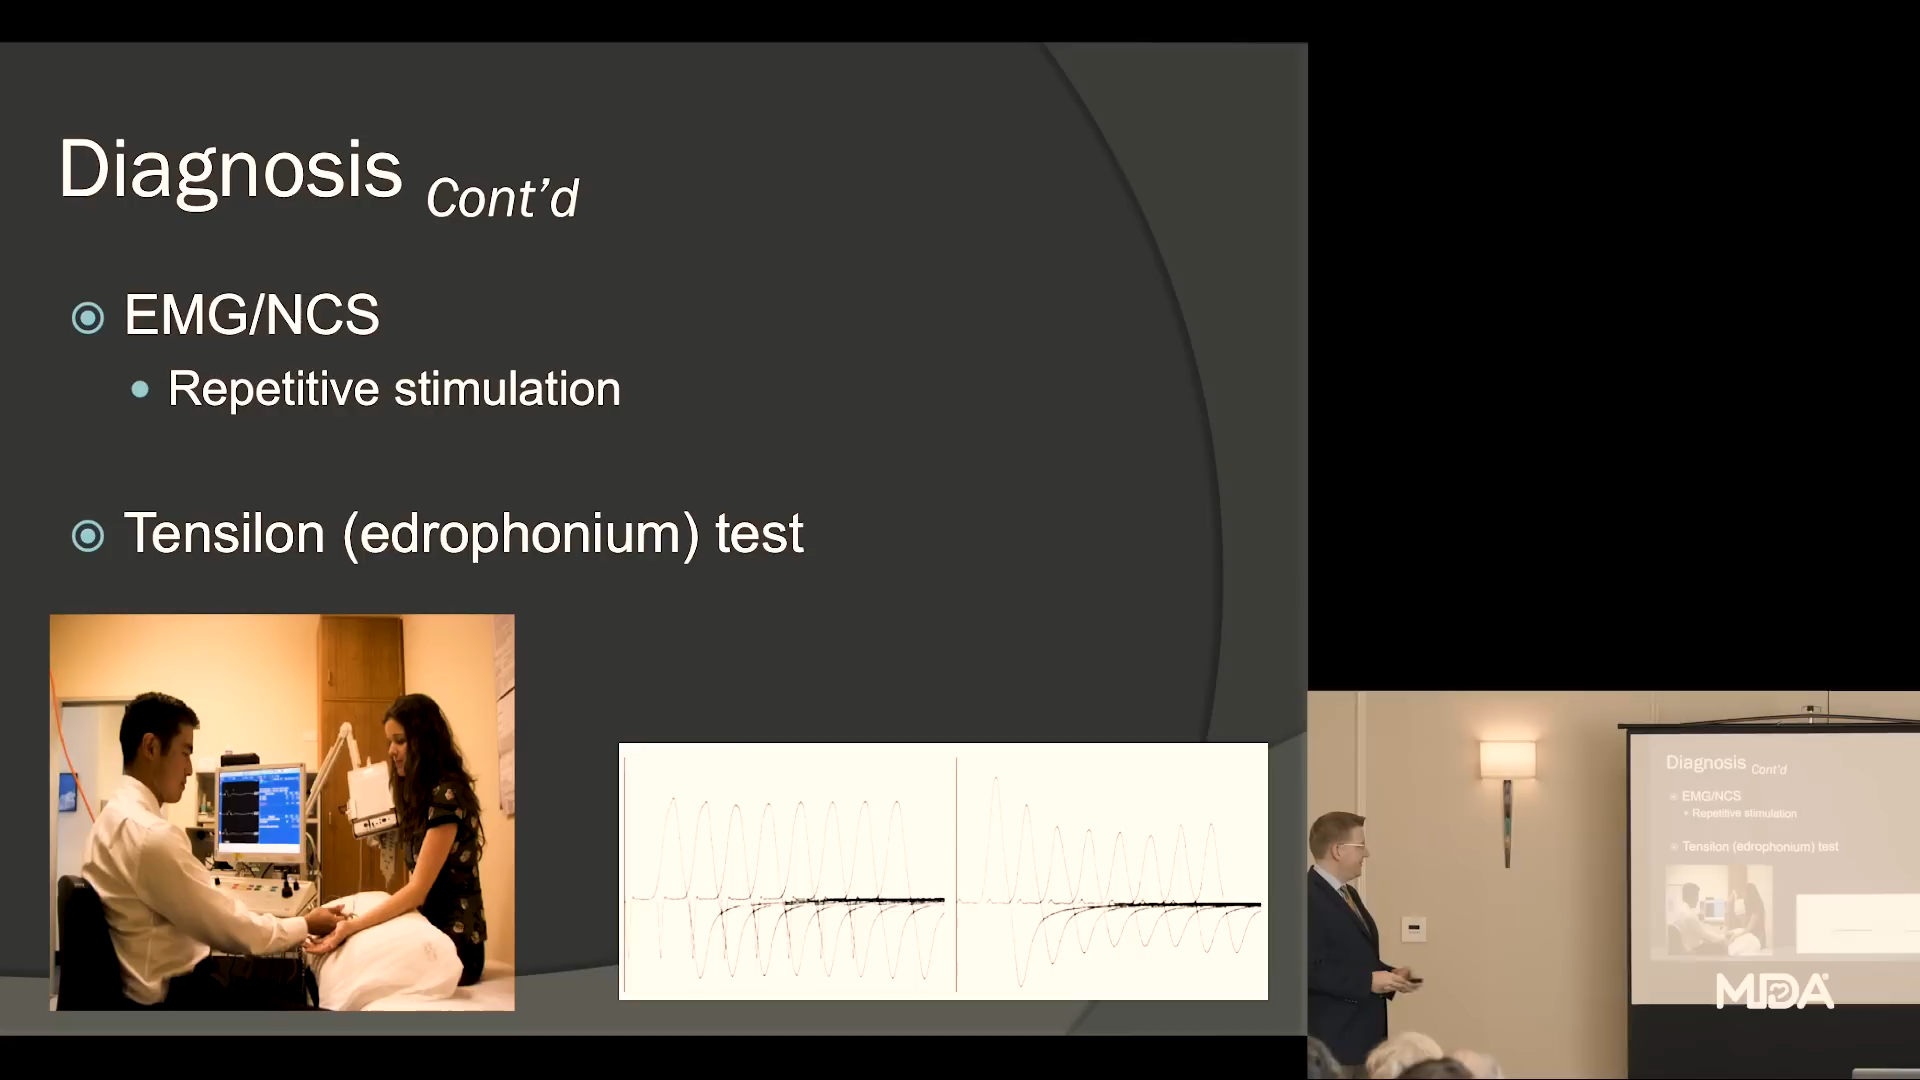 Diagnosis Cont'd
EMG/NCS
Repetitive stimulation
Tensilon (edrophonium) test
Diagnosis Cont'd
EMG/NCS
Repetitive stimulation
Tensilon (edrophonium) test
MDA